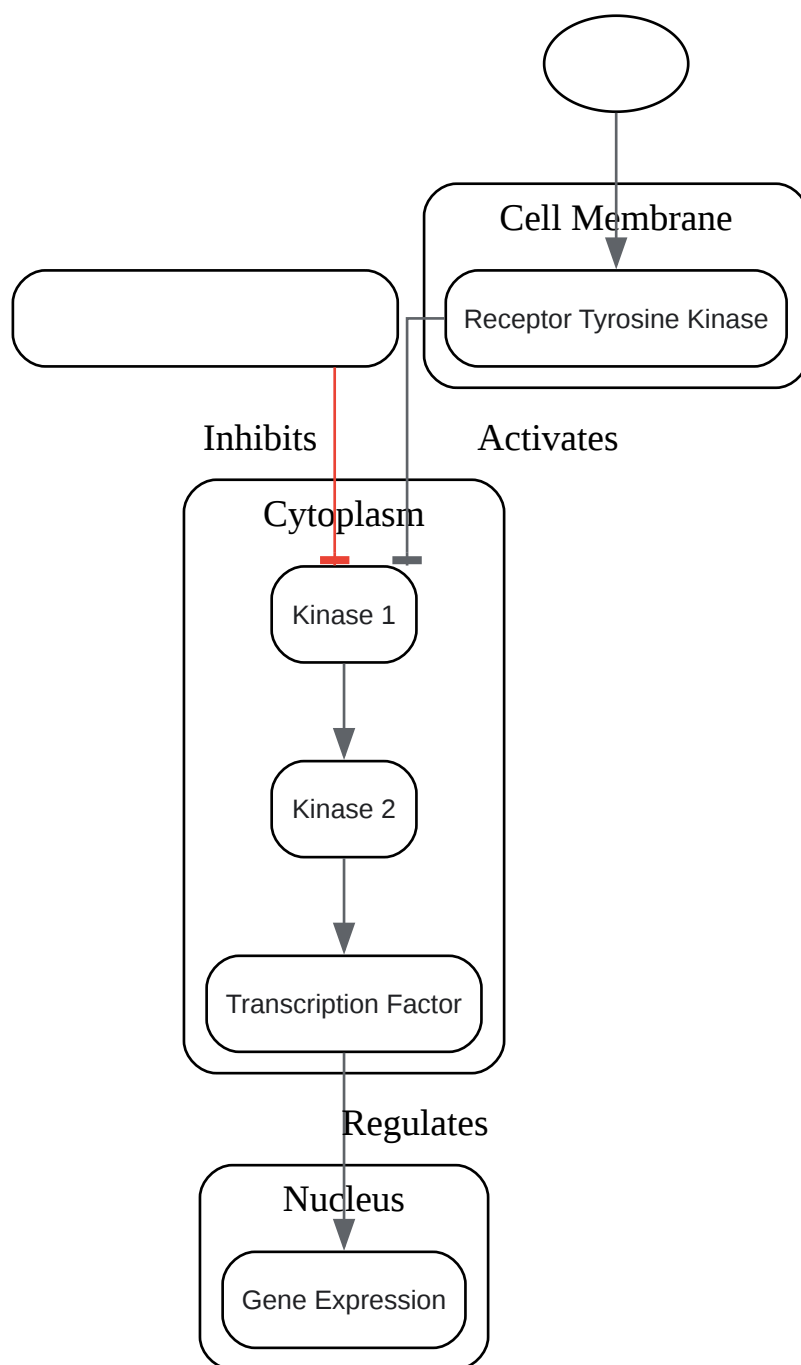 Cell Membrane
Receptor Tyrosine Kinase
Inhibits
Activates
Cytoplasm
Kinase 1
Kinase 2
Transcription Factor
Regulates
Nucleus
Gene Expression